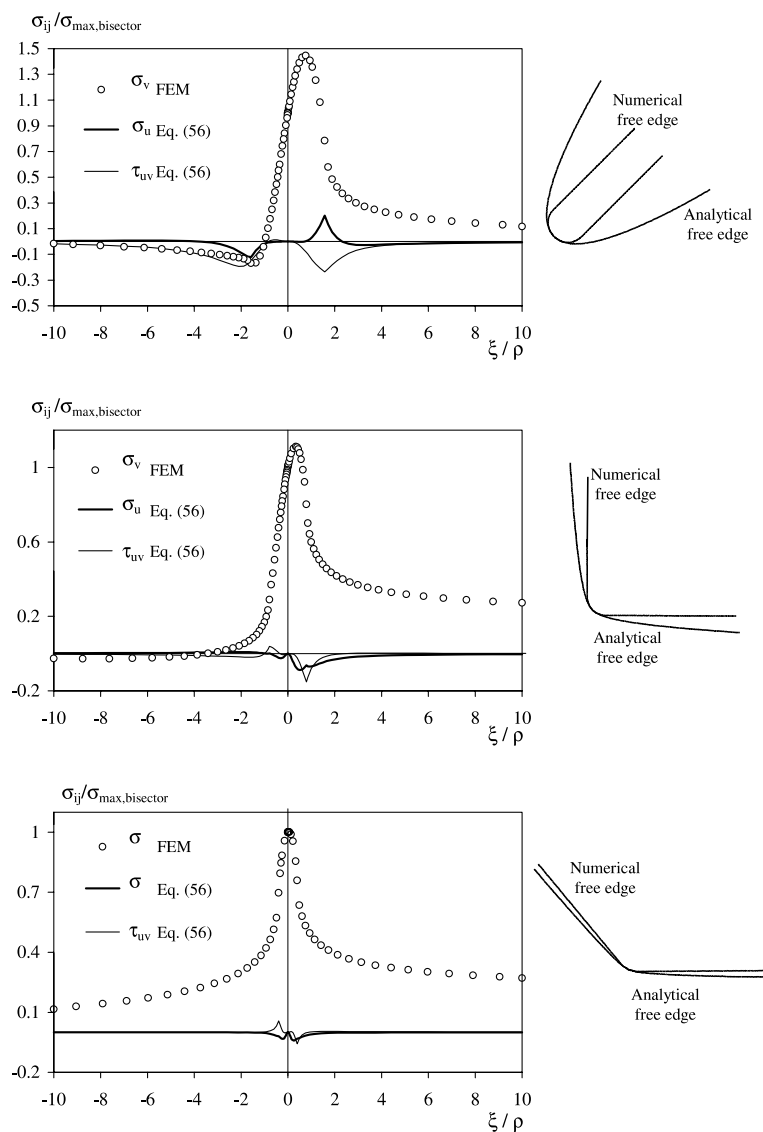 σij/σmax,bisector
1.5
1.3
1.1
0.9
0.7
0.5
0.3
0.1
-0.1
-0.3
-0.5
σv FEM
σu Eq. (56)
τuv Eq. (56)
-10 -8 -6 -4 -2 0 2 4 6 8 10
ξ / ρ
Numerical
free edge
Analytical
free edge
σij/σmax,bisector
1
0.6
0.2
-0.2
σv FEM
σu Eq. (56)
τuv Eq. (56)
-10 -8 -6 -4 -2 0 2 4 6 8 10
ξ / ρ
Numerical
free edge
Analytical
free edge
σij/σmax,bisector
1
0.7
0.4
0.1
-0.2
σ FEM
σ Eq. (56)
τuv Eq. (56)
-10 -8 -6 -4 -2 0 2 4 6 8 10
ξ / ρ
Numerical
free edge
Analytical
free edge